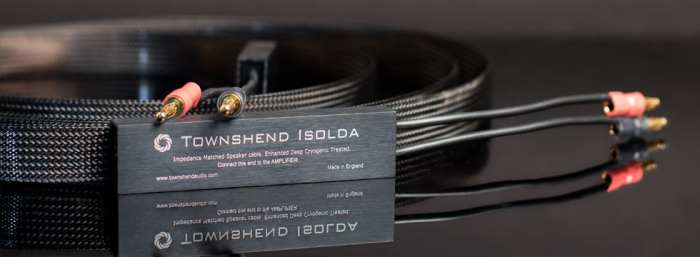 TOWNSHEND ISOLDA
Impedance Matched Speaker cable. Enhanced Deep Cryogenic Treated.
Connect this end to the AMPLIFIER.
www.townshendaudio.com Made in England